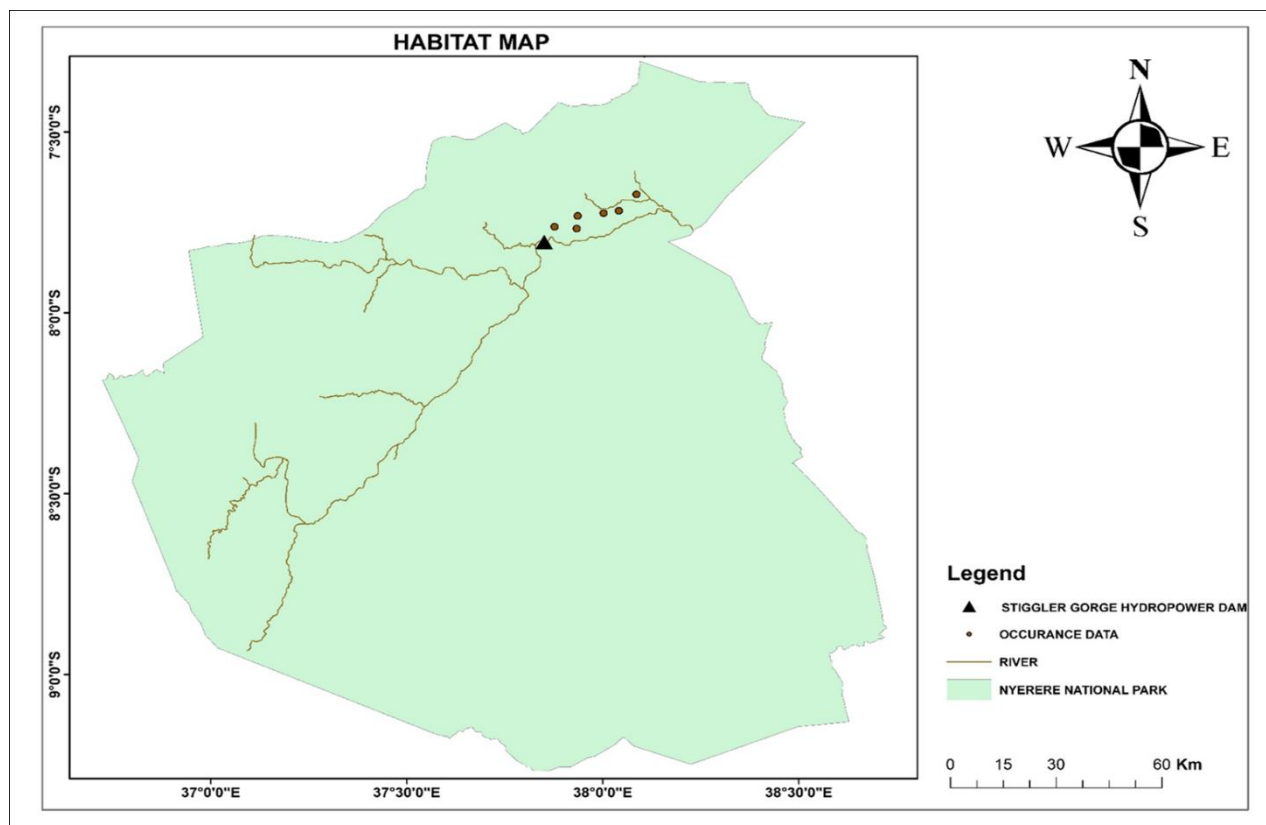 HABITAT MAP
N
W E
S
7°30'0"S
8°0'0"S
8°30'0"S
9°0'0"S
37°0'0"E 37°30'0"E 38°0'0"E 38°30'0"E
Legend
STIGGLER GORGE HYDROPOWER DAM
OCCURANCE DATA
RIVER
NYERERE NATIONAL PARK
0 15 30 60 Km